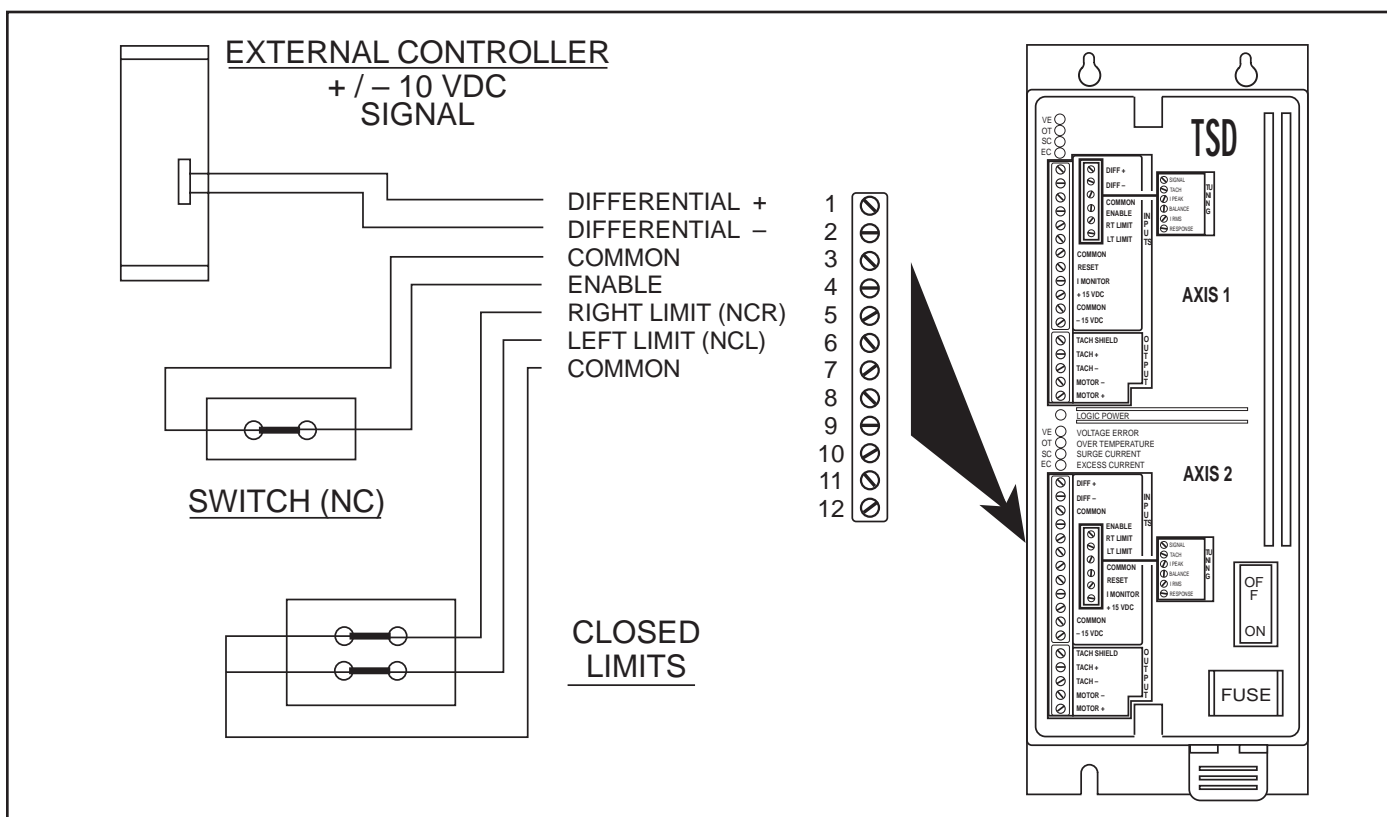 EXTERNAL CONTROLLER
+ / – 10 VDC
SIGNAL
DIFFERENTIAL + 1
DIFFERENTIAL – 2
COMMON 3
ENABLE 4
RIGHT LIMIT (NCR) 5
LEFT LIMIT (NCL) 6
COMMON 7
8
9
10
11
12
SWITCH (NC)
CLOSED
LIMITS
TSD
VE
OT
SC
EC
DIFF +
DIFF –
COMMON
ENABLE
RT LIMIT
LT LIMIT
COMMON
RESET
I MONITOR
+ 15 VDC
COMMON
– 15 VDC
INPUTS
SIGNAL
TACH
I PEAK
BALANCE
I RMS
RESPONSE
TUNING
AXIS 1
TACH SHIELD
TACH +
TACH –
MOTOR –
MOTOR +
OUTPUT
LOGIC POWER
VE VOLTAGE ERROR
OT OVER TEMPERATURE
SC SURGE CURRENT
EC EXCESS CURRENT
AXIS 2
DIFF +
DIFF –
COMMON
ENABLE
RT LIMIT
LT LIMIT
COMMON
RESET
I MONITOR
+ 15 VDC
COMMON
– 15 VDC
INPUTS
SIGNAL
TACH
I PEAK
BALANCE
I RMS
RESPONSE
TUNING
TACH SHIELD
TACH +
TACH –
MOTOR –
MOTOR +
OUTPUT
OF
F
ON
FUSE